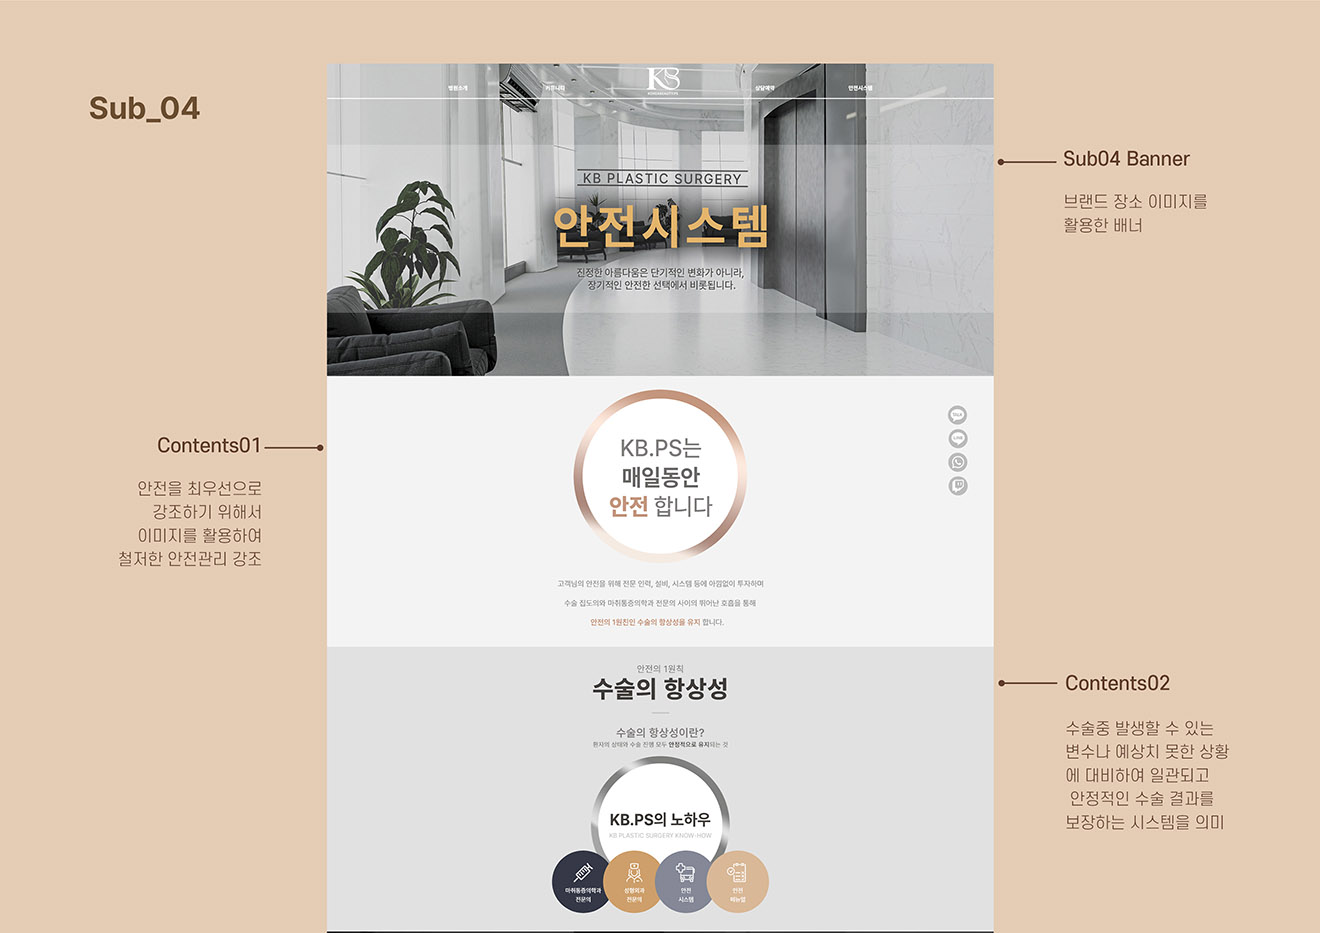 Sub_04
병원소개
커뮤니티
KB
상담예약
안전시스템
KB PLASTIC SURGERY
안전시스템
진정한 아름다움은 단기적인 변화가 아니라,
장기적인 안전한 선택에서 비롯됩니다.
Sub04 Banner
브랜드 장소 이미지를
활용한 배너
Contents01
안전을 최우선으로
강조하기 위해서
이미지를 활용하여
철저한 안전관리 강조
KB.PS는
매일동안
안전 합니다
TALK
LINE
고객님의 안전을 위해 전문 인력, 설비, 시스템 등에 아낌없이 투자하며
수술 집도의와 마취통증의학과 전문의 사이의 뛰어난 호흡을 통해
안전의 1원칙인 수술의 항상성을 유지 합니다.
안전의 1원칙
수술의 항상성
수술의 항상성이란?
환자의 상태와 수술 진행 모두 안정적으로 유지되는 것
KB.PS의 노하우
KB PLASTIC SURGERY KNOW-HOW
마취통증의학과
전문의
성형외과
전문의
안전
시스템
안전
매뉴얼
Contents02
수술중 발생할 수 있는
변수나 예상치 못한 상황
에 대비하여 일관되고
안정적인 수술 결과를
보장하는 시스템을 의미